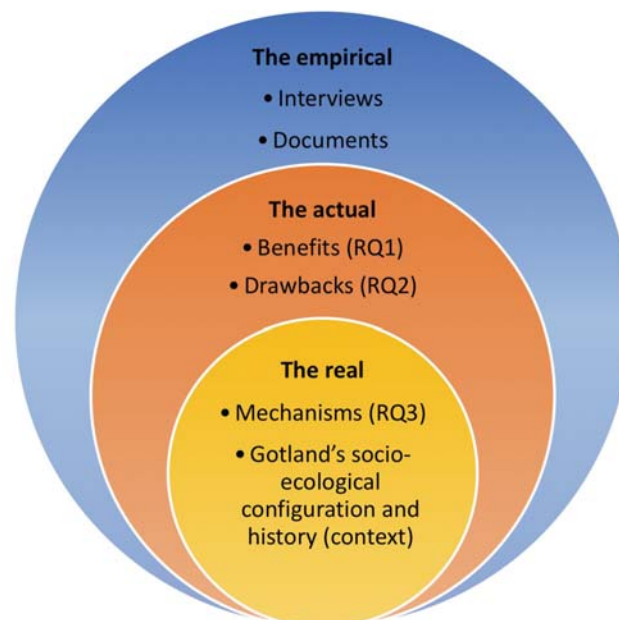 The empirical
• Interviews
• Documents
The actual
• Benefits (RQ1)
• Drawbacks (RQ2)
The real
• Mechanisms (RQ3)
• Gotland's socio-
ecological
configuration and
history (context)